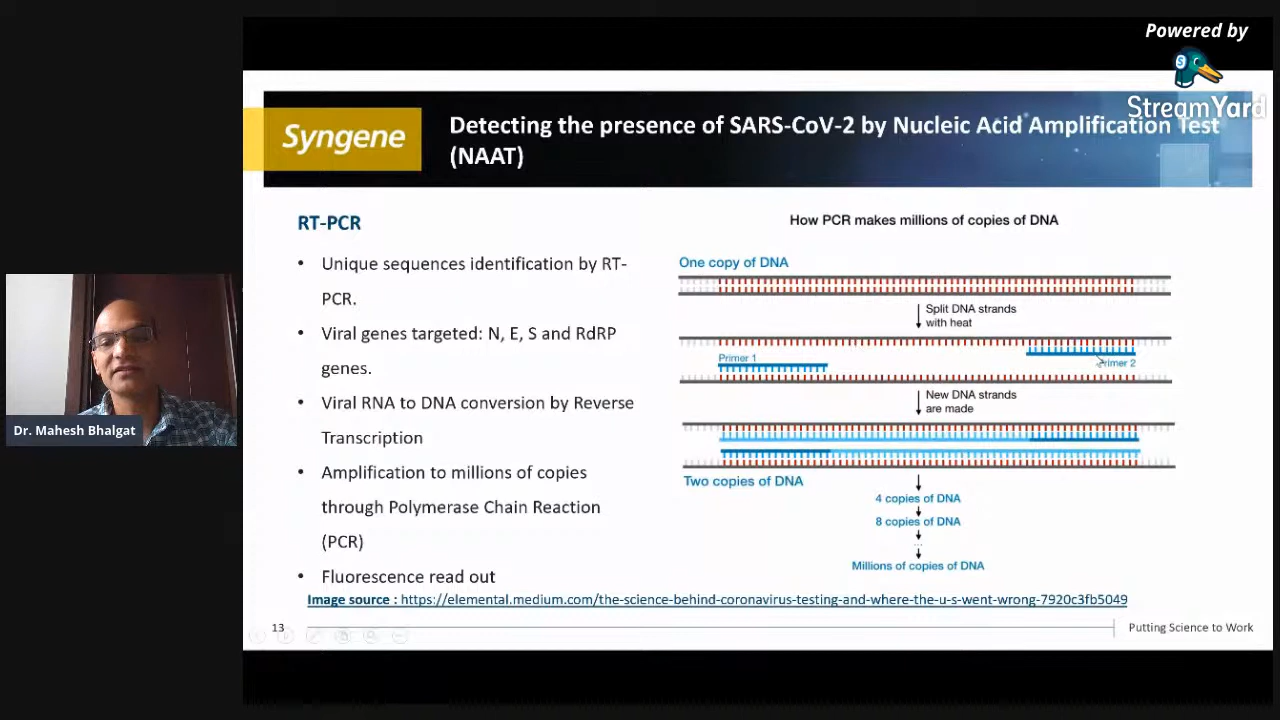 Powered by
StreamYard
Syngene
Detecting the presence of SARS-CoV-2 by Nucleic Acid Amplification Test
(NAAT)
RT-PCR
• Unique sequences identification by RT-
PCR.
• Viral genes targeted: N, E, S and RdRP
genes.
• Viral RNA to DNA conversion by Reverse
Transcription
• Amplification to millions of copies
through Polymerase Chain Reaction
(PCR)
• Fluorescence read out
How PCR makes millions of copies of DNA
One copy of DNA
Split DNA strands
with heat
Primer 1
Primer 2
New DNA strands
are made
Two copies of DNA
4 copies of DNA
8 copies of DNA
...
Millions of copies of DNA
Image source : https://elemental.medium.com/the-science-behind-coronavirus-testing-and-where-the-u-s-went-wrong-7920c3fb5049
13
Putting Science to Work
Dr. Mahesh Bhalgat